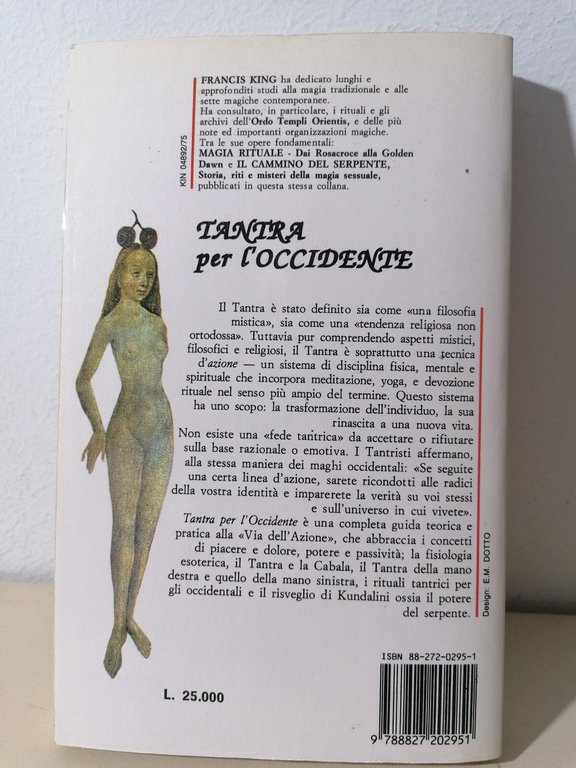 FRANCIS KING ha dedicato lunghi e
approfonditi studi alla magia tradizionale e alle
sette magiche contemporanee.
Ha consultato, in particolare, i rituali e gli
archivi dell'Ordo Templi Orientis, e delle più
note ed importanti organizzazioni magiche.
Tra le sue opere fondamentali:
MAGIA RITUALE - Dai Rosacroce alla Golden
Dawn e IL CAMMINO DEL SERPENTE,
Storia, riti e misteri della magia sessuale,
pubblicati in questa stessa collana.
KIN 04892/75
TANTRA
per l'OCCIDENTE
Il Tantra è stato definito sia come «una filosofia
mistica», sia come una «tendenza religiosa non
ortodossa». Tuttavia pur comprendendo aspetti mistici,
filosofici e religiosi, il Tantra è soprattutto una tecnica
d'azione — un sistema di disciplina fisica, mentale e
spirituale che incorpora meditazione, yoga, e devozione
rituale nel senso più ampio del termine. Questo sistema
ha uno scopo: la trasformazione dell'individuo, la sua
rinascita a una nuova vita.
Non esiste una «fede tantrica» da accettare o rifiutare
sulla base razionale o emotiva. I Tantristi affermano,
alla stessa maniera dei maghi occidentali: «Se seguite
una certa linea d'azione, sarete ricondotti alle radici
della vostra identità e imparerete la verità su voi stessi
e sull'universo in cui vivete».
Tantra per l'Occidente è una completa guida teorica e
pratica alla «Via dell'Azione», che abbraccia i concetti
di piacere e dolore, potere e passività; la fisiologia
esoterica, il Tantra e la Cabala, il Tantra della mano
destra e quello della mano sinistra, i rituali tantrici per
gli occidentali e il risveglio di Kundalini ossia il potere
del serpente.
Design: E.M. DOTTO
ISBN 88-272-0295-1
L. 25.000
9 788827 202951